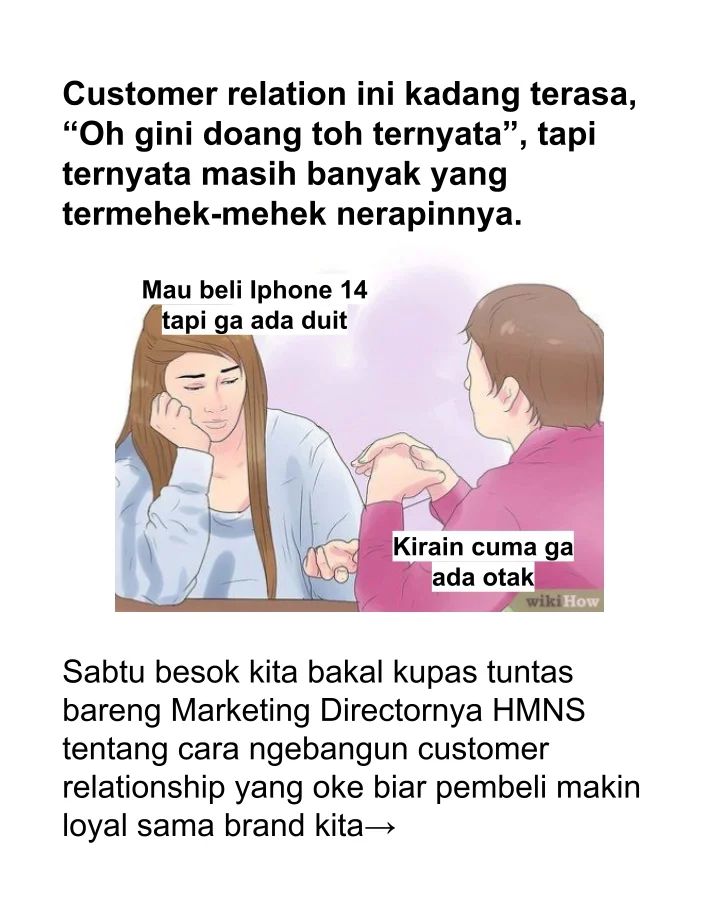 Customer relation ini kadang terasa,
“Oh gini doang toh ternyata”, tapi
ternyata masih banyak yang
termehek-mehek nerapinnya.
Mau beli Iphone 14
tapi ga ada duit
Kirain cuma ga
ada otak
wikiHow
Sabtu besok kita bakal kupas tuntas
bareng Marketing Directornya HMNS
tentang cara ngebangun customer
relationship yang oke biar pembeli makin
loyal sama brand kita→